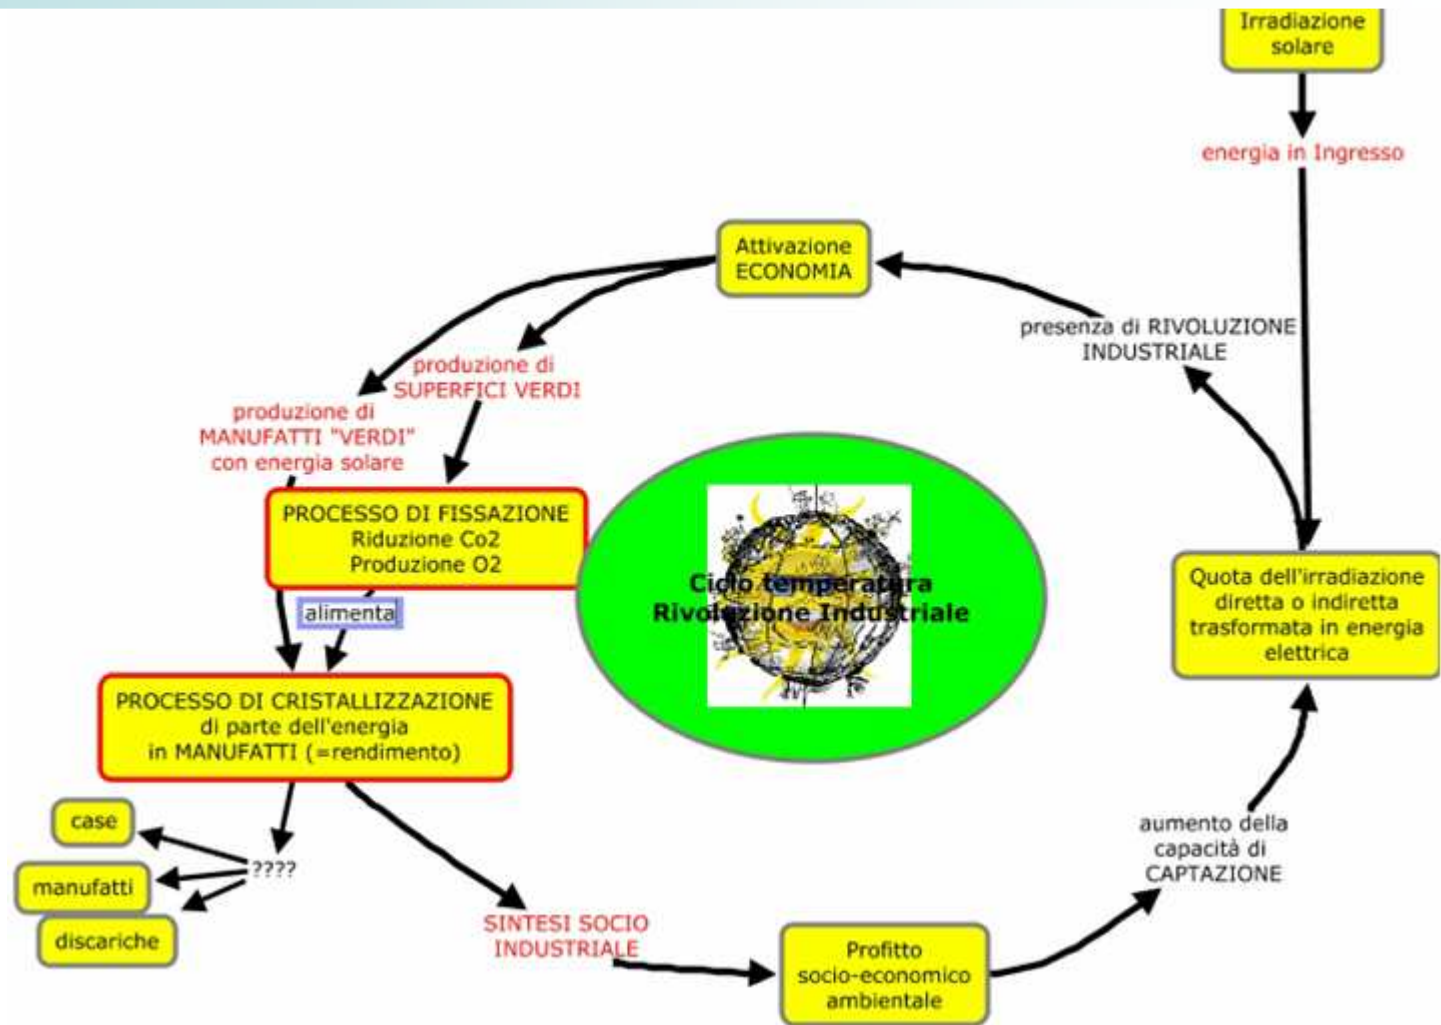 Irradiazione
solare
energia in Ingresso
Attivazione
ECONOMIA
presenza di RIVOLUZIONE
INDUSTRIALE
produzione di
SUPERFICI VERDI
produzione di
MANUFATTI "VERDI"
con energia solare
PROCESSO DI FISSAZIONE
Riduzione Co2
Produzione O2
alimenta
Ciclo temperatura
Rivoluzione Industriale
Quota dell'irradiazione
diretta o indiretta
trasformata in energia
elettrica
PROCESSO DI CRISTALLIZZAZIONE
di parte dell'energia
in MANUFATTI (=rendimento)
case
????
manufatti
discariche
SINTESI SOCIO
INDUSTRIALE
Profitto
socio-economico
ambientale
aumento della
capacità di
CAPTAZIONE